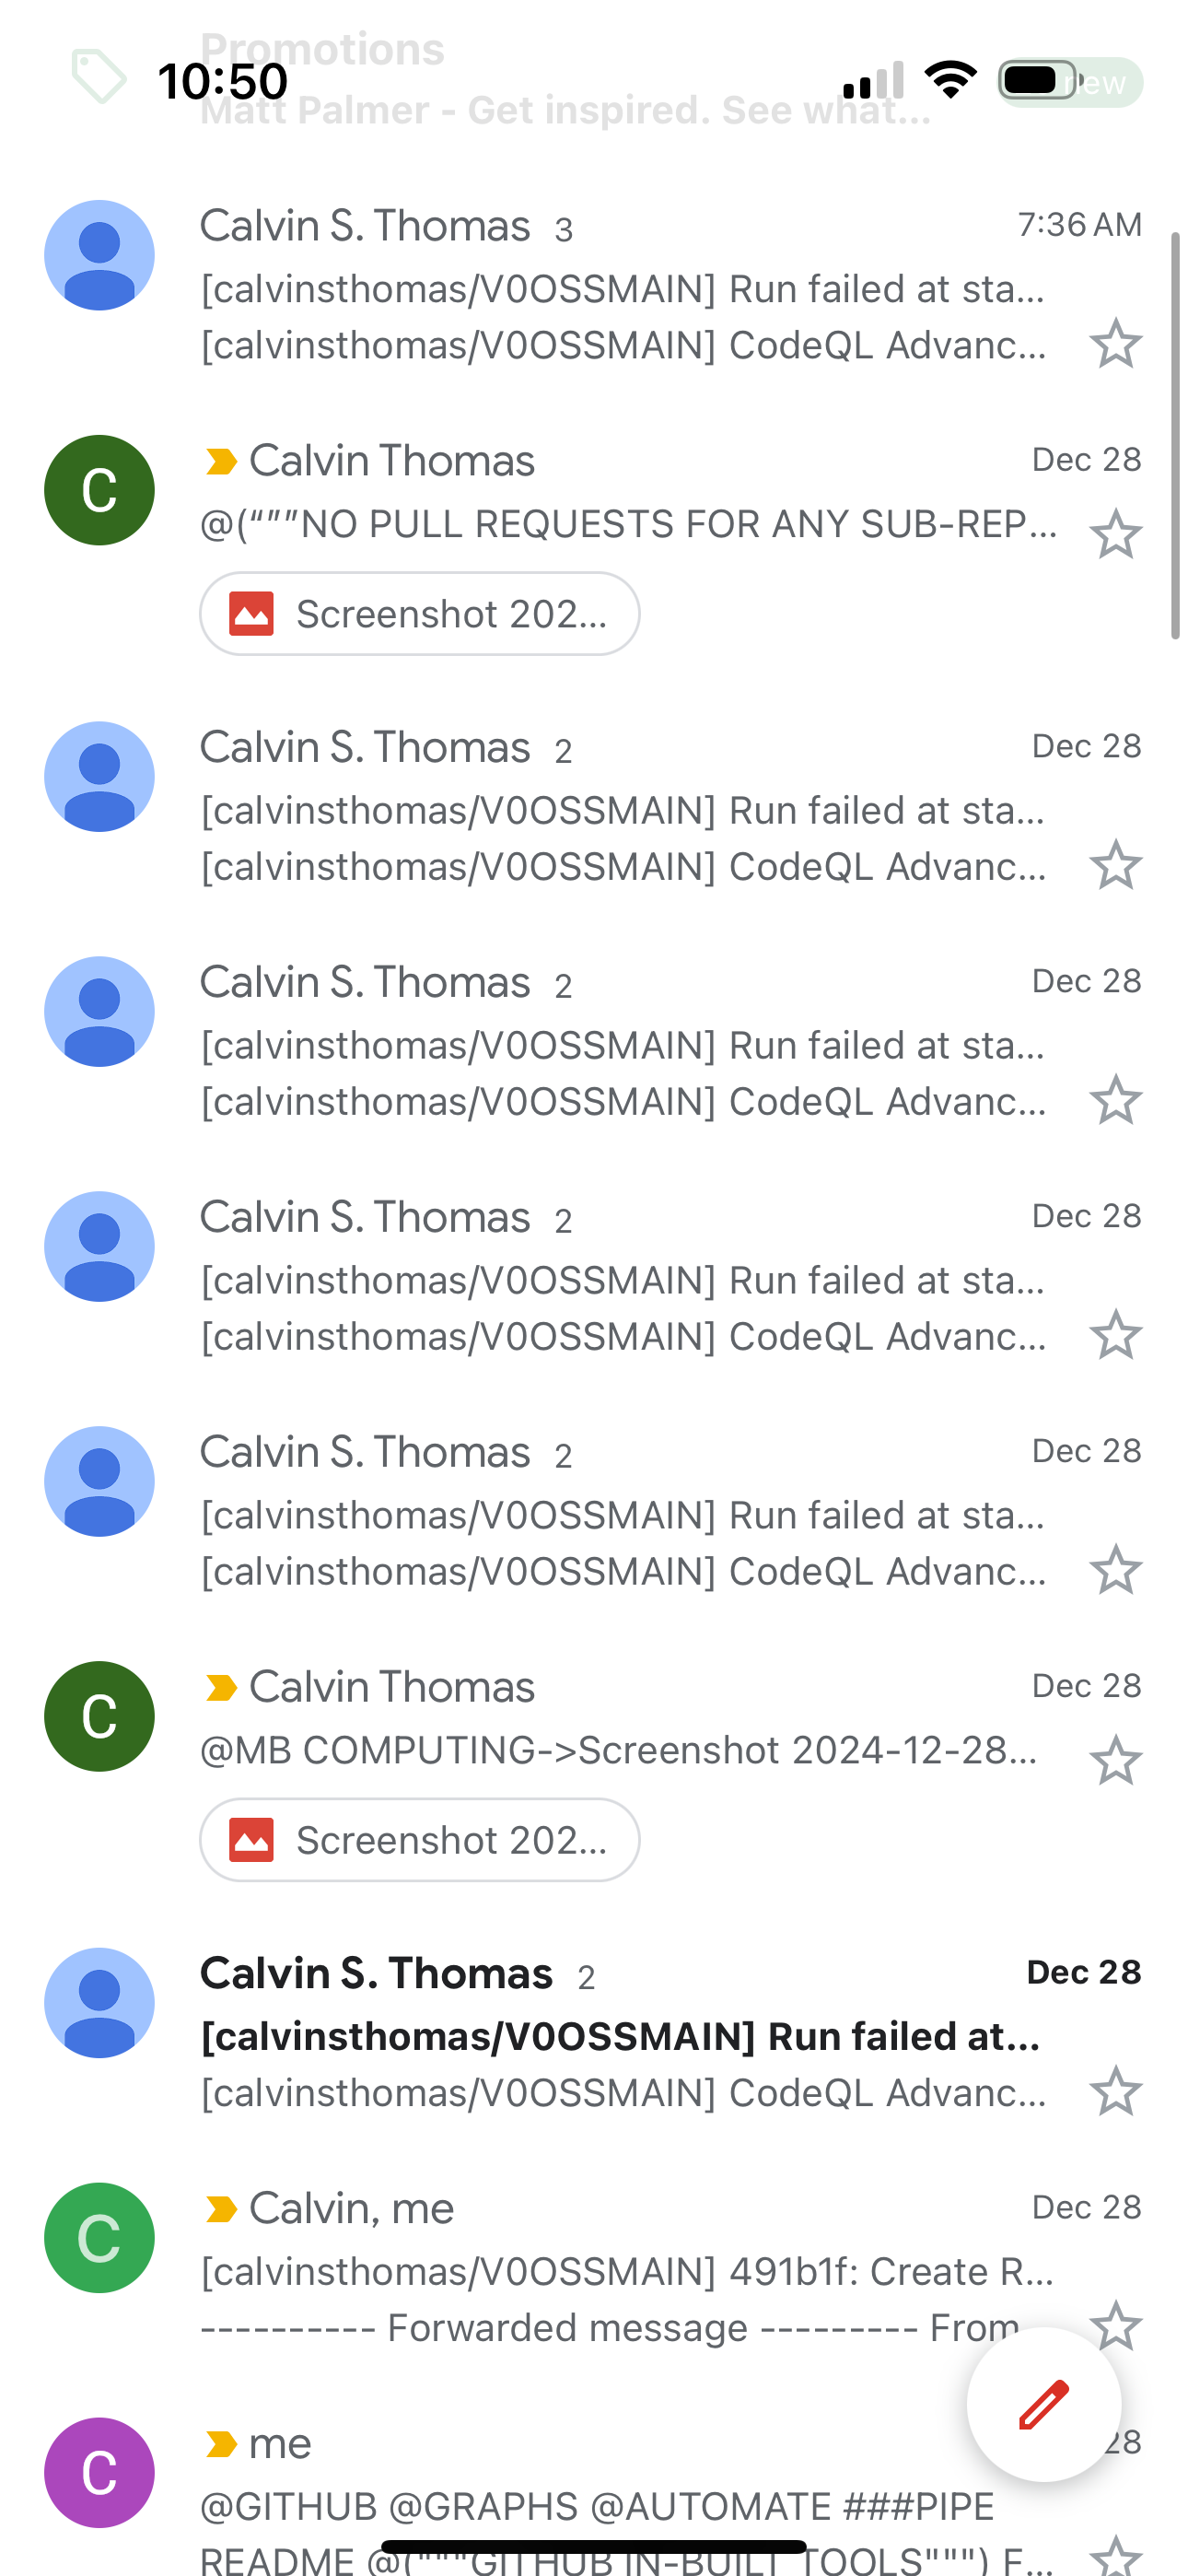 Promotions
10:50
new
Matt Palmer - Get inspired. See what...
Calvin S. Thomas 3 7:36 AM
[calvinsthomas/V0OSSMAIN] Run failed at sta...
[calvinsthomas/V0OSSMAIN] CodeQL Advanc...
C
Calvin Thomas Dec 28
@(“””NO PULL REQUESTS FOR ANY SUB-REP...
Screenshot 202...
Calvin S. Thomas 2 Dec 28
[calvinsthomas/V0OSSMAIN] Run failed at sta...
[calvinsthomas/V0OSSMAIN] CodeQL Advanc...
Calvin S. Thomas 2 Dec 28
[calvinsthomas/V0OSSMAIN] Run failed at sta...
[calvinsthomas/V0OSSMAIN] CodeQL Advanc...
Calvin S. Thomas 2 Dec 28
[calvinsthomas/V0OSSMAIN] Run failed at sta...
[calvinsthomas/V0OSSMAIN] CodeQL Advanc...
Calvin S. Thomas 2 Dec 28
[calvinsthomas/V0OSSMAIN] Run failed at sta...
[calvinsthomas/V0OSSMAIN] CodeQL Advanc...
C
Calvin Thomas Dec 28
@MB COMPUTING->Screenshot 2024-12-28...
Screenshot 202...
Calvin S. Thomas 2 Dec 28
[calvinsthomas/V0OSSMAIN] Run failed at...
[calvinsthomas/V0OSSMAIN] CodeQL Advanc...
C
Calvin, me Dec 28
[calvinsthomas/V0OSSMAIN] 491b1f: Create R...
---------- Forwarded message --------- From
C
me 28
@GITHUB @GRAPHS @AUTOMATE ###PIPE
README @("""GITHUB IN-BUILT TOOLS""") F...